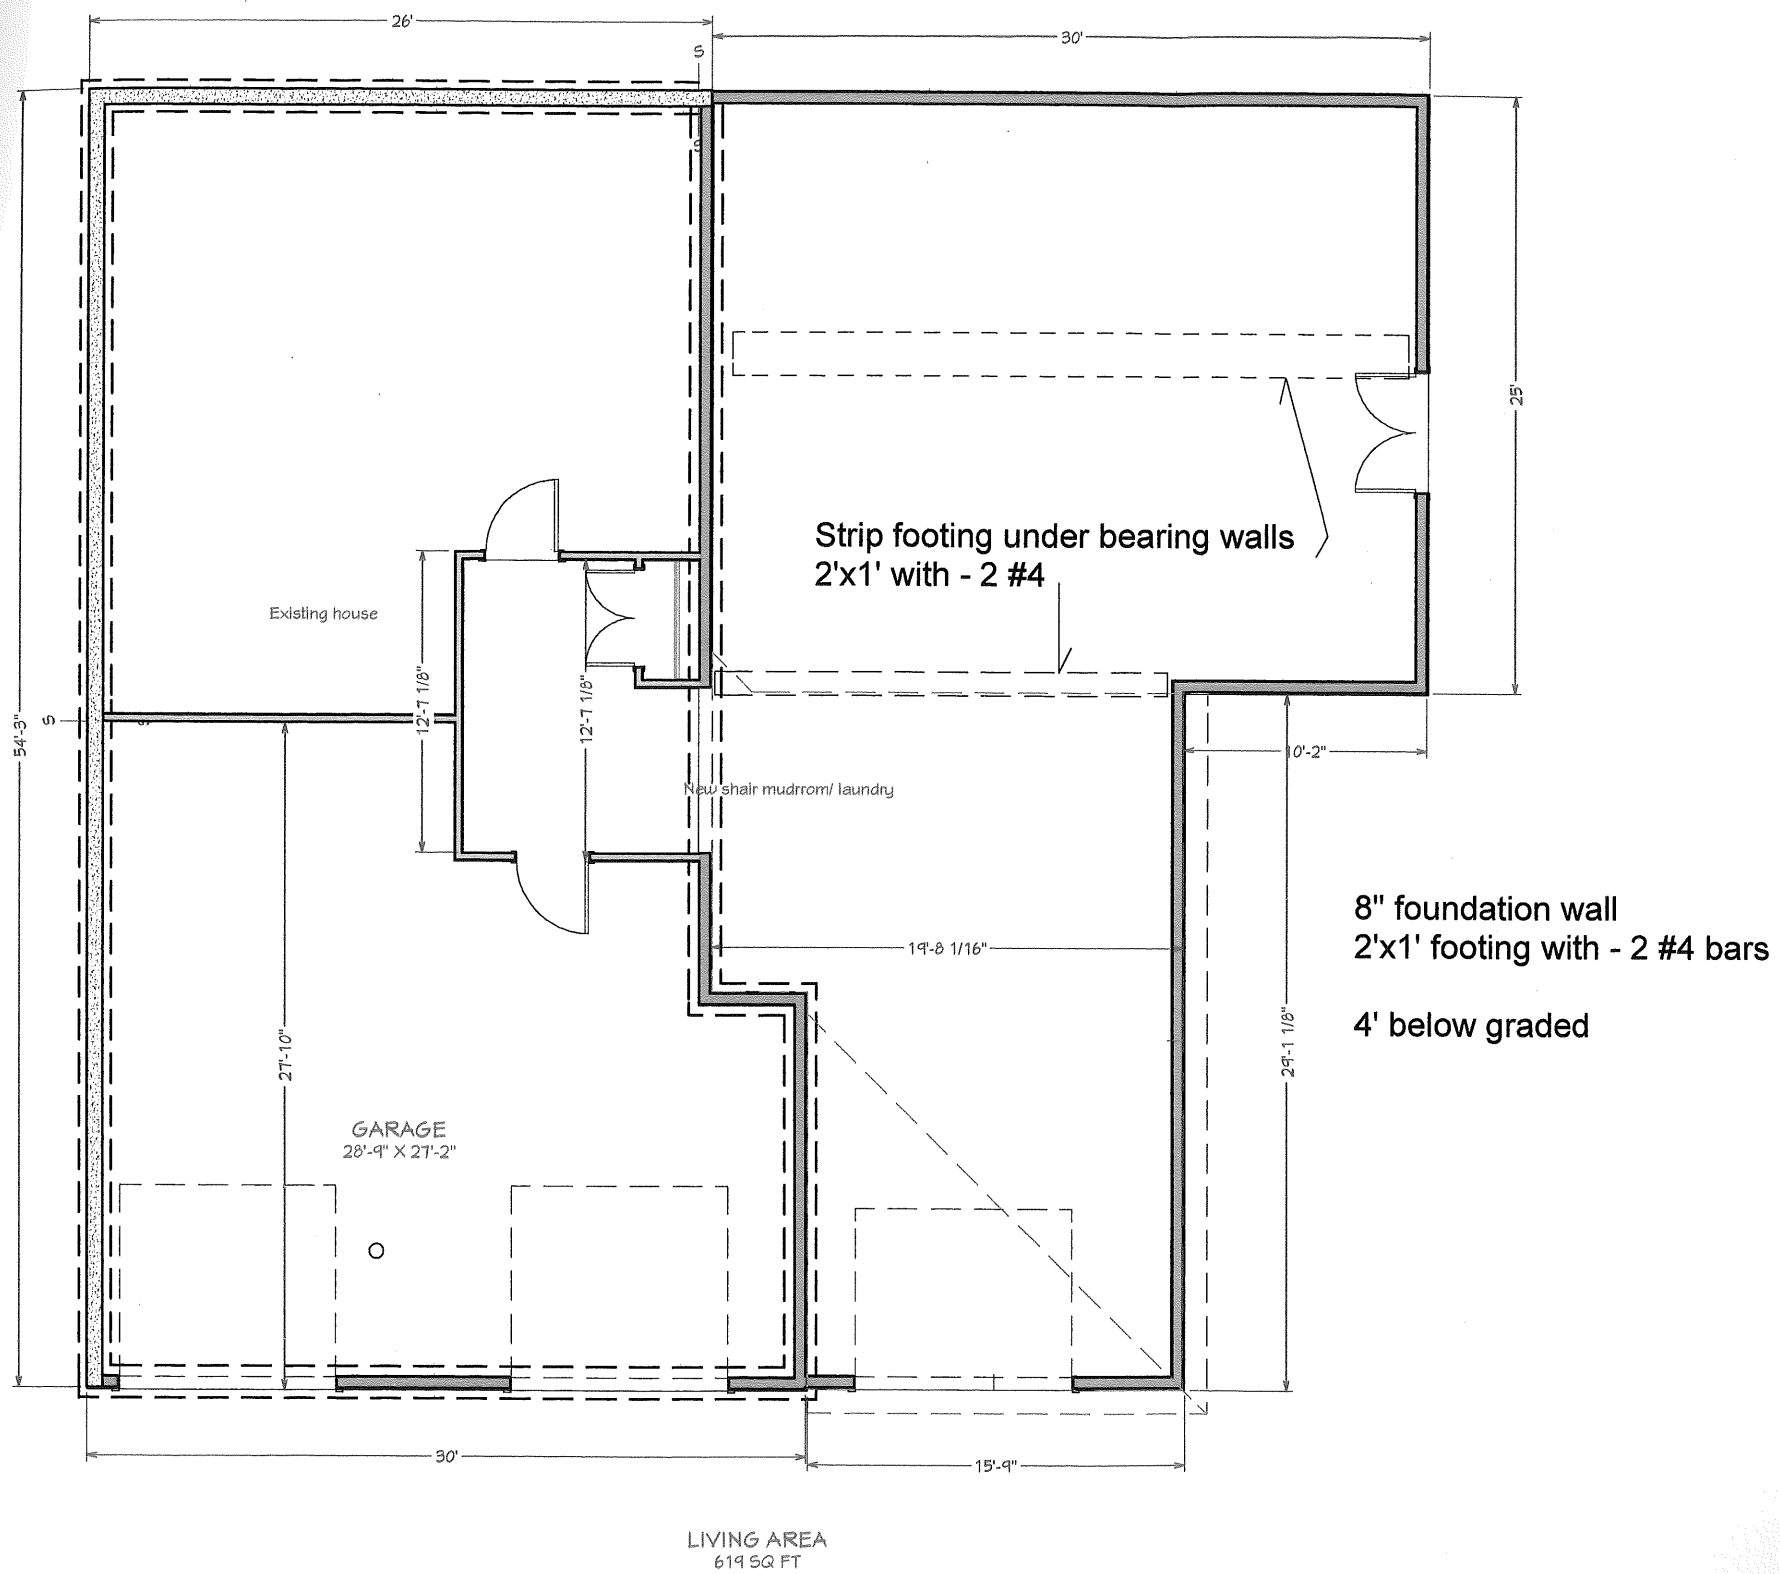 26'
30'
S
S
25'
Strip footing under bearing walls
2'x1' with - 2 #4
Existing house
12'-7 1/8"
12'-7 1/8"
54'-3"
S
S
10'-2"
New shair mudrrom/ laundry
8" foundation wall
2'x1' footing with - 2 #4 bars
19'-8 1/16"
4' below graded
27'-10"
29'-1 1/8"
GARAGE
28'-9" X 27'-2"
30'
15'-9"
LIVING AREA
619 SQ FT